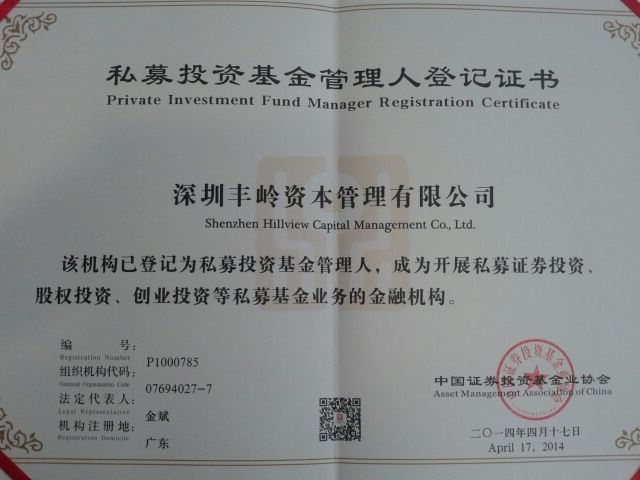 私募投资基金管理人登记证书
Private Investment Fund Manager Registration Certificate
深圳丰岭资本管理有限公司
Shenzhen Hillview Capital Management Co., Ltd.
该机构已登记为私募投资基金管理人，成为开展私募证券投资、
股权投资、创业投资等私募基金业务的金融机构。
编 号： P1000785
Registration Number
组织机构代码： 07694027-7
National Organization Code
法定代表人： 金斌
Legal Representative
机构注册地： 广东
Registration Domicile
中国证券投资基金业协会
Asset Management Association of China
二〇一四年四月十七日
April 17, 2014